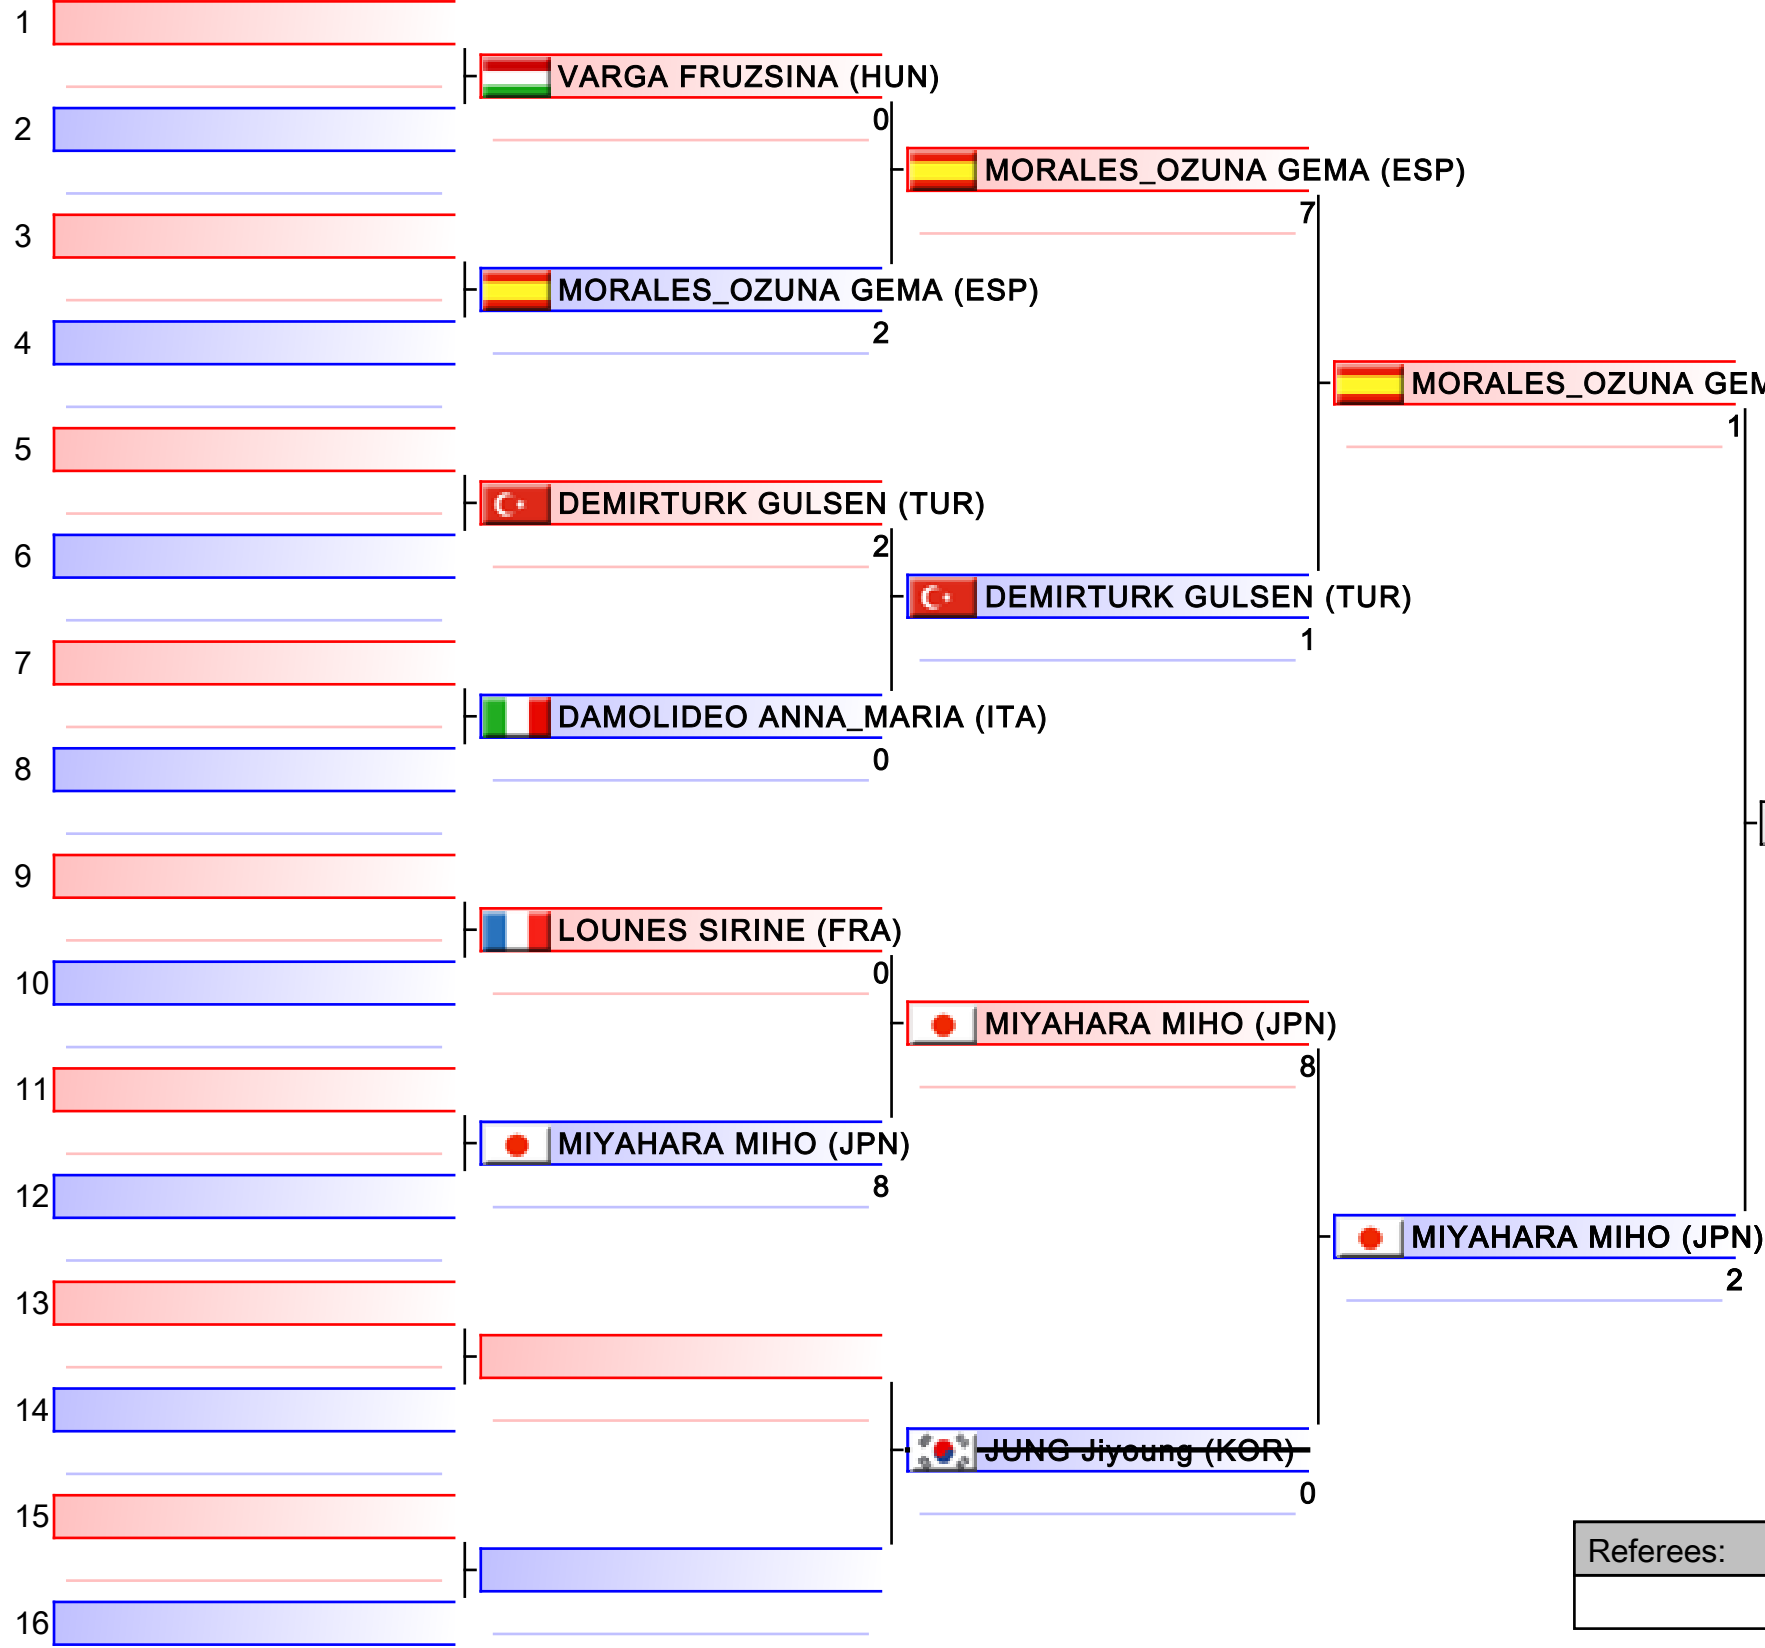 1
VARGA FRUZSINA (HUN)
0
2
MORALES_OZUNA GEMA (ESP)
7
3
MORALES_OZUNA GEMA (ESP)
2
4
MORALES_OZUNA GEM
1
5
DEMIRTURK GULSEN (TUR)
2
6
DEMIRTURK GULSEN (TUR)
1
7
DAMOLIDEO ANNA_MARIA (ITA)
0
8
9
LOUNES SIRINE (FRA)
0
10
MIYAHARA MIHO (JPN)
8
11
MIYAHARA MIHO (JPN)
8
12
MIYAHARA MIHO (JPN)
2
13
14
JUNG Jiyoung (KOR)
0
15
Referees:
16